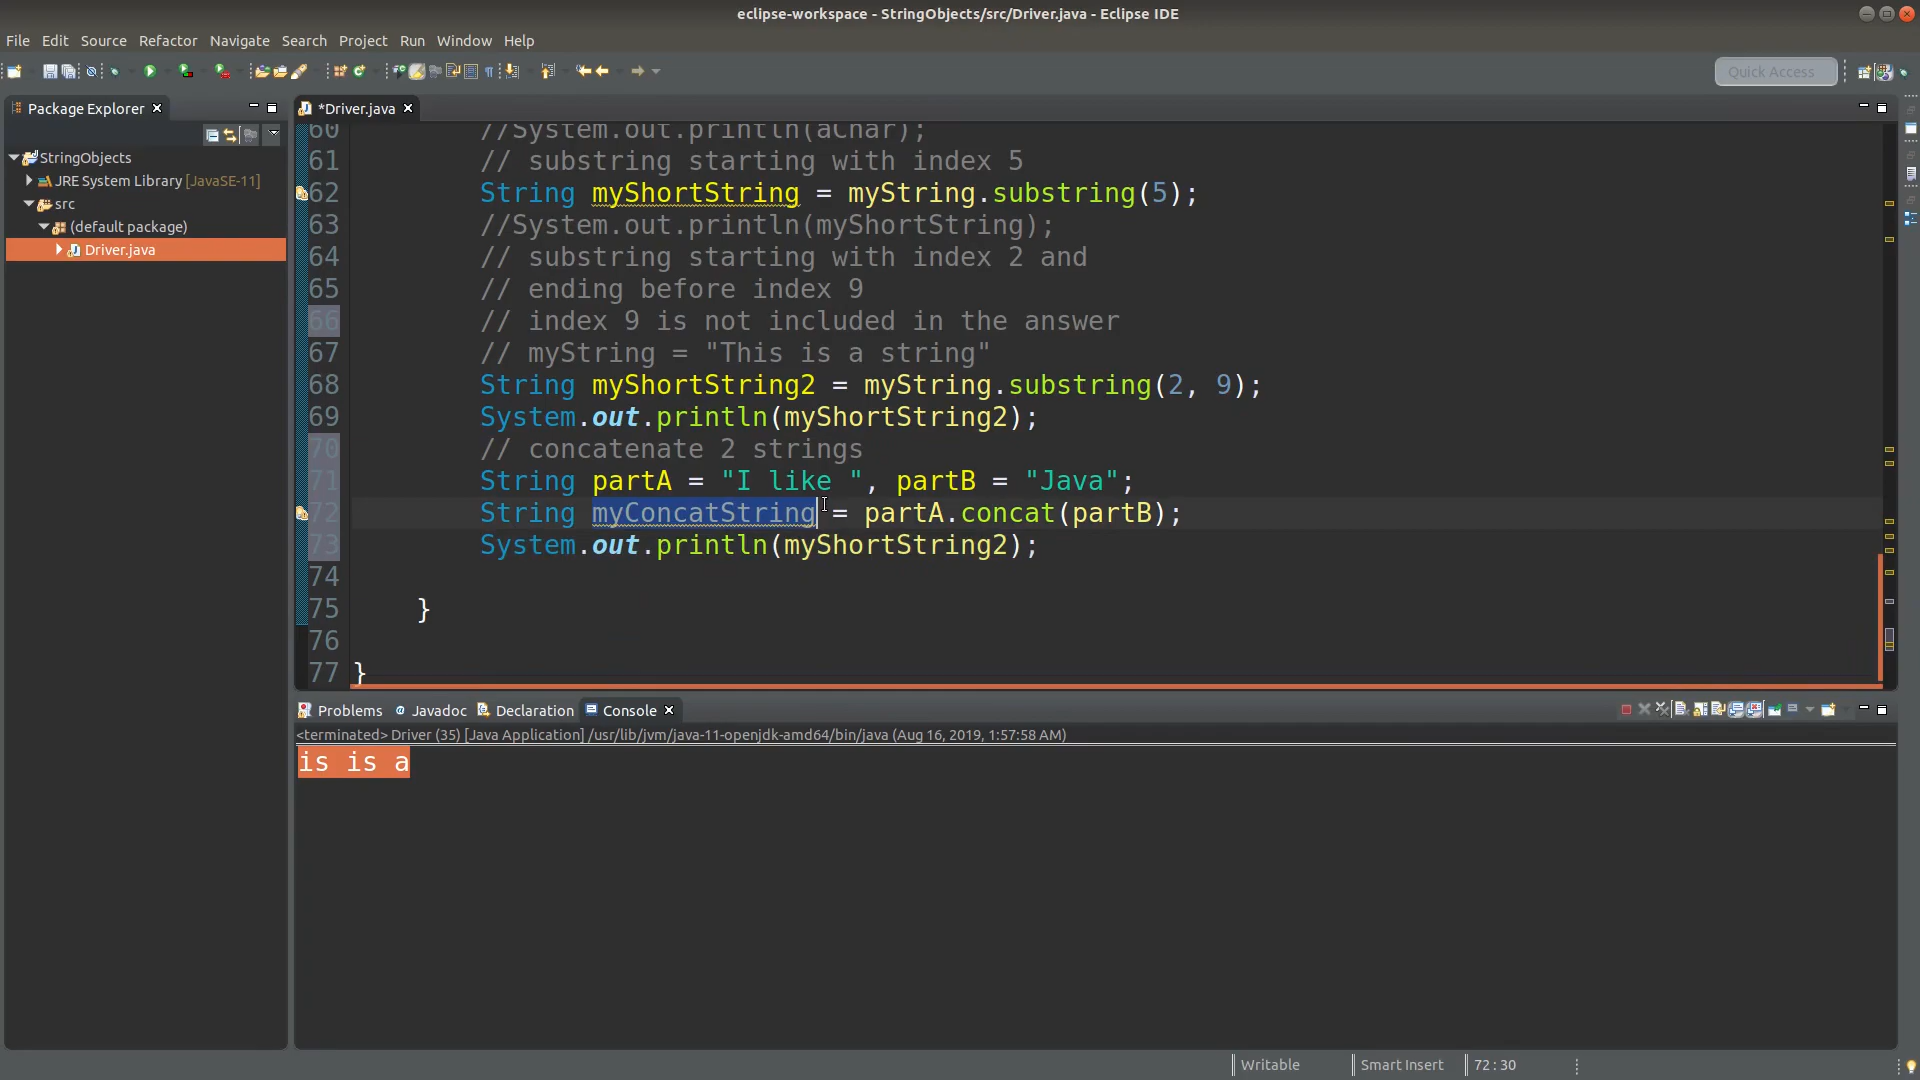 eclipse-workspace - StringObjects/src/Driver.java - Eclipse IDE
File Edit Source Refactor Navigate Search Project Run Window Help
Quick Access
Package Explorer
*Driver.java
StringObjects
JRE System Library [JavaSE-11]
src
(default package)
Driver.java
60 //System.out.println(aChar);
61 // substring starting with index 5
62 String myShortString = myString.substring(5);
63 //System.out.println(myShortString);
64 // substring starting with index 2 and
65 // ending before index 9
66 // index 9 is not included in the answer
67 // myString = "This is a string"
68 String myShortString2 = myString.substring(2, 9);
69 System.out.println(myShortString2);
70 // concatenate 2 strings
71 String partA = "I like ", partB = "Java";
72 String myConcatString = partA.concat(partB);
73 System.out.println(myShortString2);
74
75 }
76
77 }
Problems Javadoc Declaration Console
<terminated> Driver (35) [Java Application] /usr/lib/jvm/java-11-openjdk-amd64/bin/java (Aug 16, 2019, 1:57:58 AM)
is is a
Writable Smart Insert 72:30